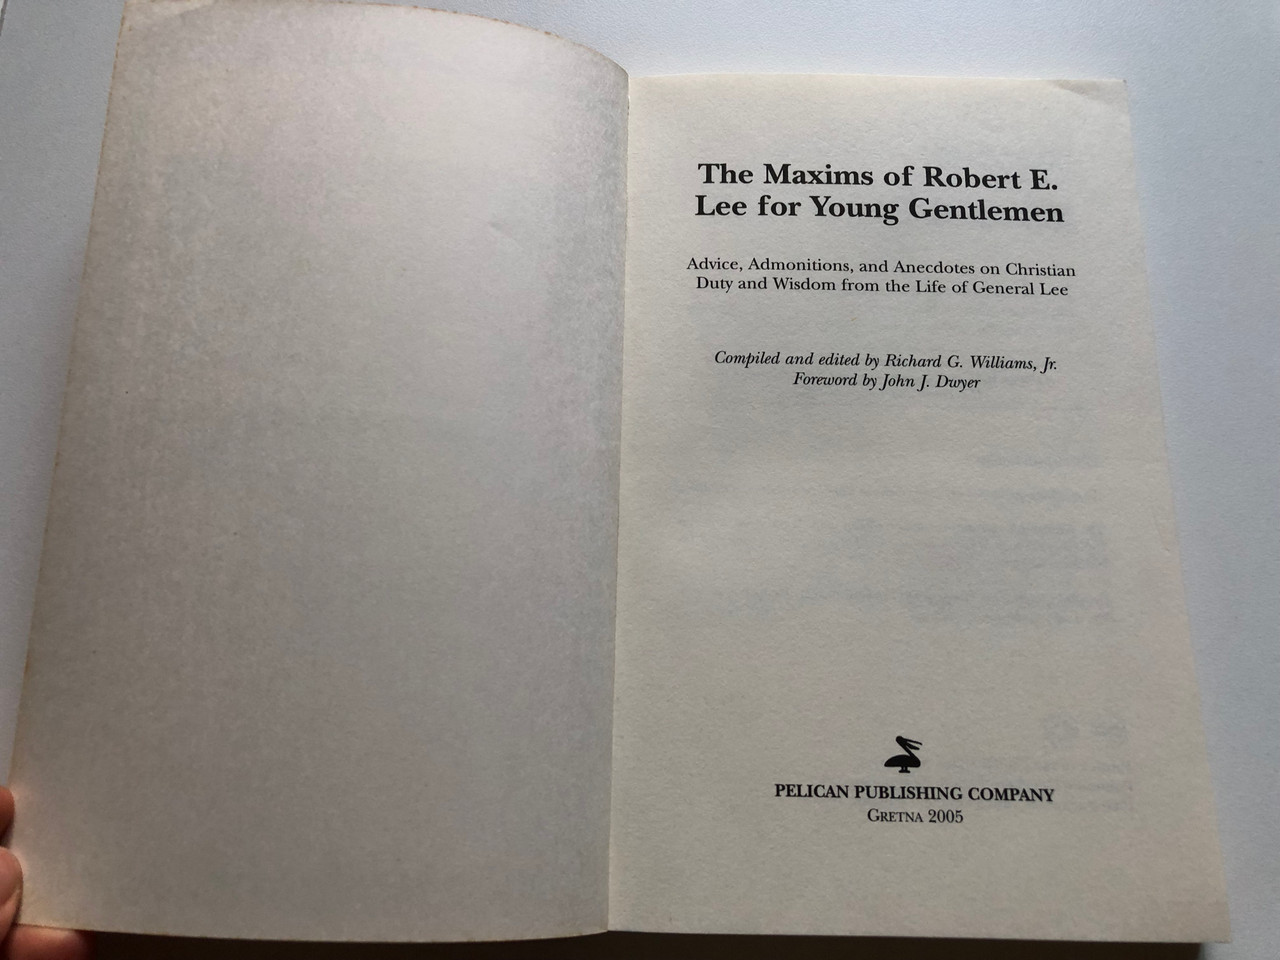 The Maxims of Robert E.
Lee for Young Gentlemen
Advice, Admonitions, and Anecdotes on Christian
Duty and Wisdom from the Life of General Lee
Compiled and edited by Richard G. Williams, Jr.
Foreword by John J. Dwyer
PELICAN PUBLISHING COMPANY
GRETNA 2005